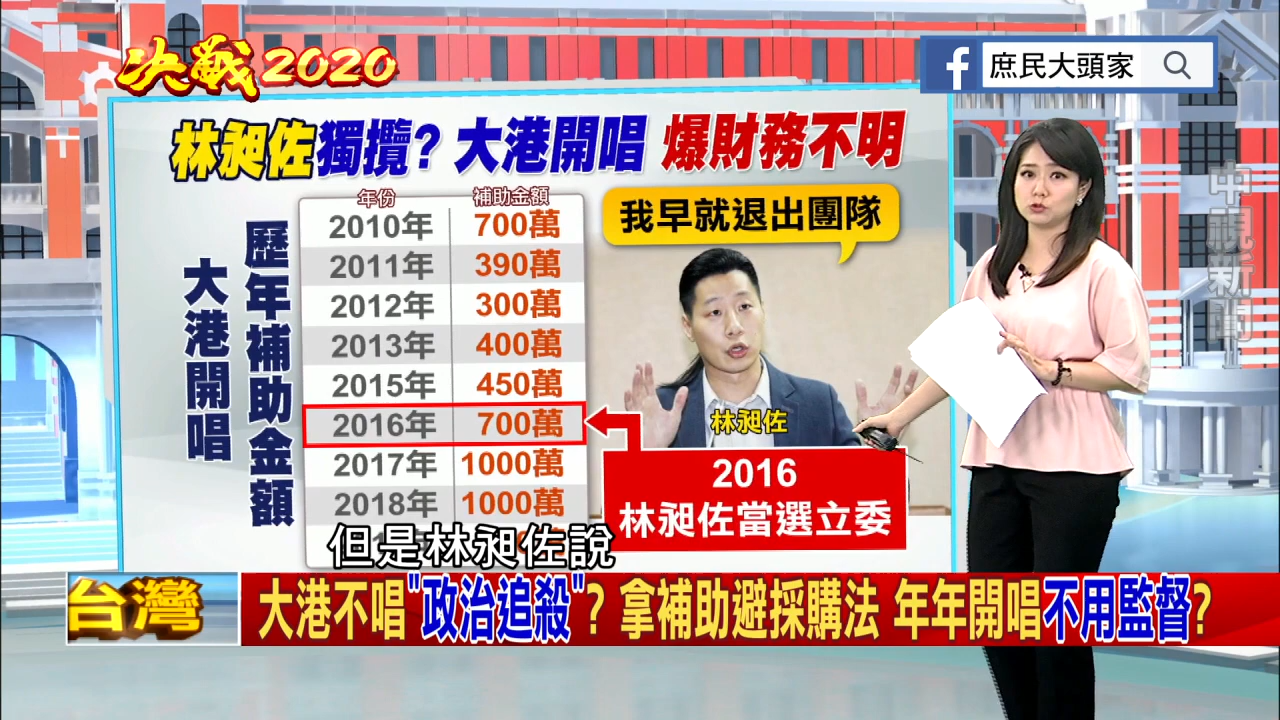 決戰2020
庶民大頭家
林昶佐獨攬? 大港開唱 爆財務不明
我早就退出團隊
大港開唱
歷年補助金額
年份 補助金額
2010年 700萬
2011年 390萬
2012年 300萬
2013年 400萬
2015年 450萬
2016年 700萬
2017年 1000萬
2018年 1000萬
林昶佐
2016
林昶佐當選立委
中視新聞
但是林昶佐說
台灣
大港不唱"政治追殺"? 拿補助避採購法 年年開唱不用監督?